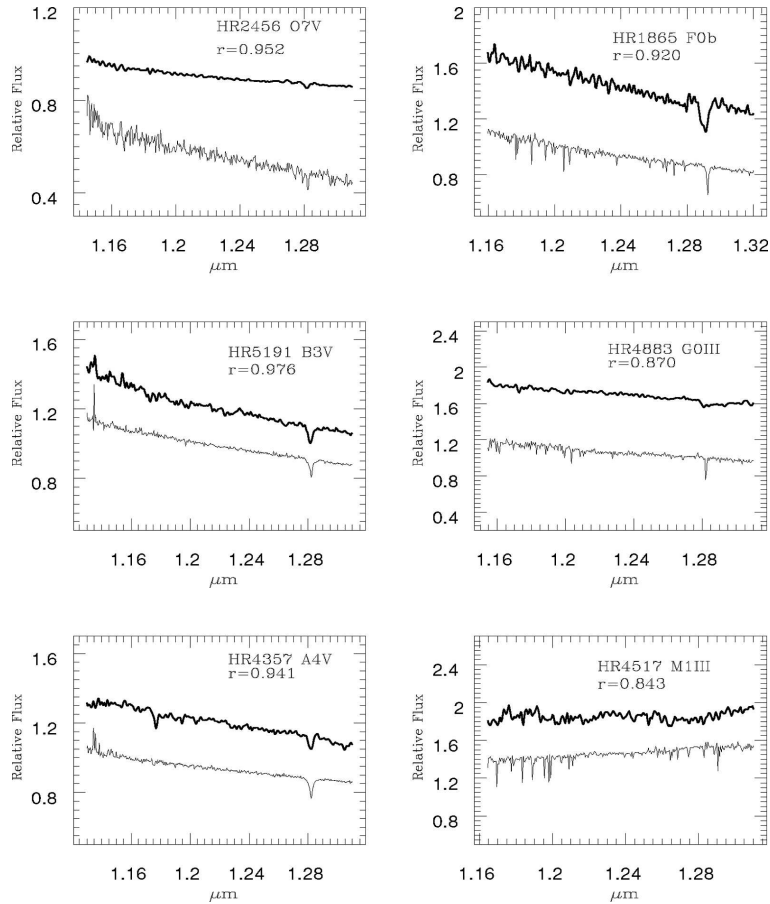 HR2456 O7V
r=0.952
Relative Flux
1.2
0.8
0.4
1.16 1.2 1.24 1.28
μm
HR1865 F0b
r=0.920
Relative Flux
2
1.6
1.2
0.8
1.16 1.2 1.24 1.28 1.32
μm
HR5191 B3V
r=0.976
Relative Flux
1.6
1.2
0.8
1.16 1.2 1.24 1.28
μm
HR4883 G0III
r=0.870
Relative Flux
2.4
2
1.6
1.2
0.4
1.16 1.2 1.24 1.28
μm
HR4357 A4V
r=0.941
Relative Flux
1.6
1.2
0.8
1.16 1.2 1.24 1.28
μm
HR4517 M1III
r=0.843
Relative Flux
2.4
2
1.6
1.2
0.8
1.16 1.2 1.24 1.28
μm